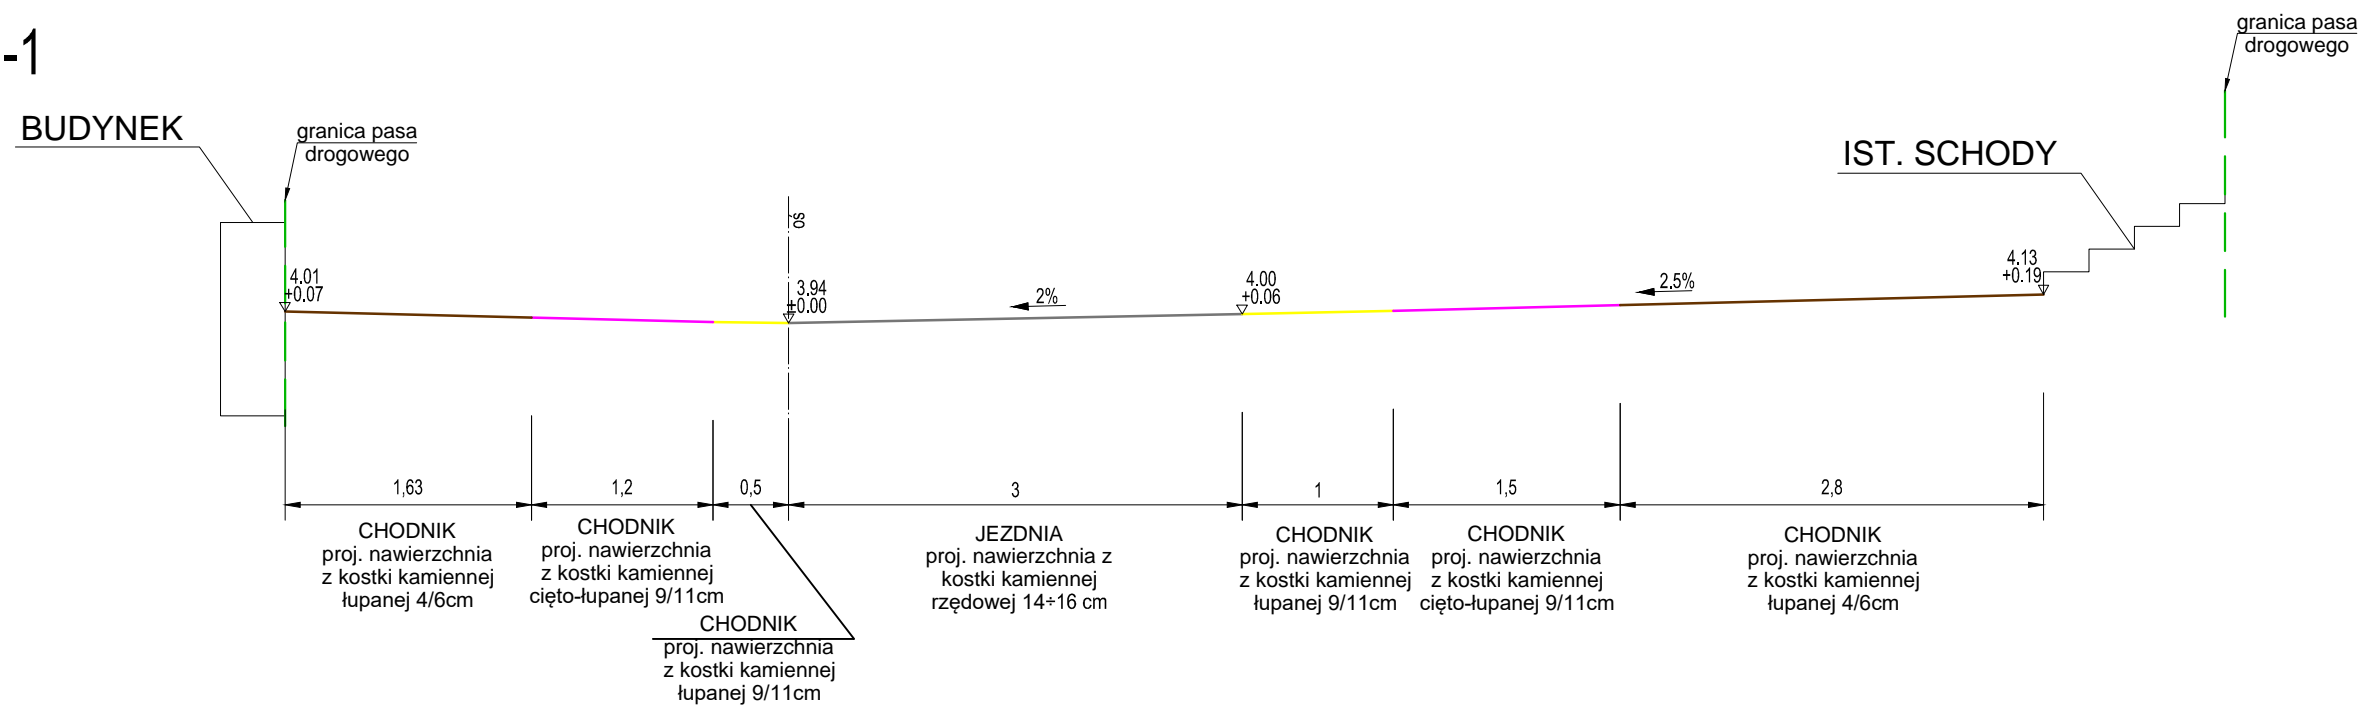 -1
granica pasa
drogowego
BUDYNEK
granica pasa
drogowego
IST. SCHODY
oś
4.01
+0.07
3.94
+0.00
2%
4.00
+0.06
2,5%
4.13
+0.19
1,63
1,2
0,5
3
1
1,5
2,8
CHODNIK
proj. nawierzchnia
z kostki kamiennej
łupanej 4/6cm
CHODNIK
proj. nawierzchnia
z kostki kamiennej
cięto-łupanej 9/11cm
CHODNIK
proj. nawierzchnia
z kostki kamiennej
łupanej 9/11cm
JEZDNIA
proj. nawierzchnia z
kostki kamiennej
rzędowej 14÷16 cm
CHODNIK
proj. nawierzchnia
z kostki kamiennej
łupanej 9/11cm
CHODNIK
proj. nawierzchnia
z kostki kamiennej
cięto-łupanej 9/11cm
CHODNIK
proj. nawierzchnia
z kostki kamiennej
łupanej 4/6cm